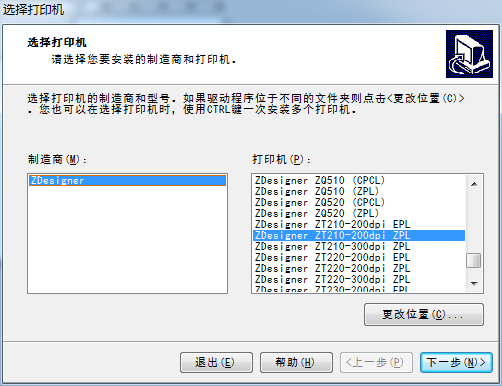 选择打印机
选择打印机
请选择您要安装的制造商和打印机.
选择打印机的制造商和型号. 如果驱动程序位于不同的文件夹则点击<更改位置(C)>
. 您也可以在选择打印机时, 使用CTRL键一次安装多个打印机.
制造商(M):
ZDesigner
打印机(P):
ZDesigner ZQ510 (CPCL)
ZDesigner ZQ510 (ZPL)
ZDesigner ZQ520 (CPCL)
ZDesigner ZQ520 (ZPL)
ZDesigner ZT210-200dpi EPL
ZDesigner ZT210-200dpi ZPL
ZDesigner ZT210-300dpi ZPL
ZDesigner ZT220-200dpi EPL
ZDesigner ZT220-200dpi ZPL
ZDesigner ZT220-300dpi ZPL
ZDesigner ZT230-200dpi EPL
更改位置(C)...
退出(E)
帮助(H)
<上一步(P)
下一步(N)>